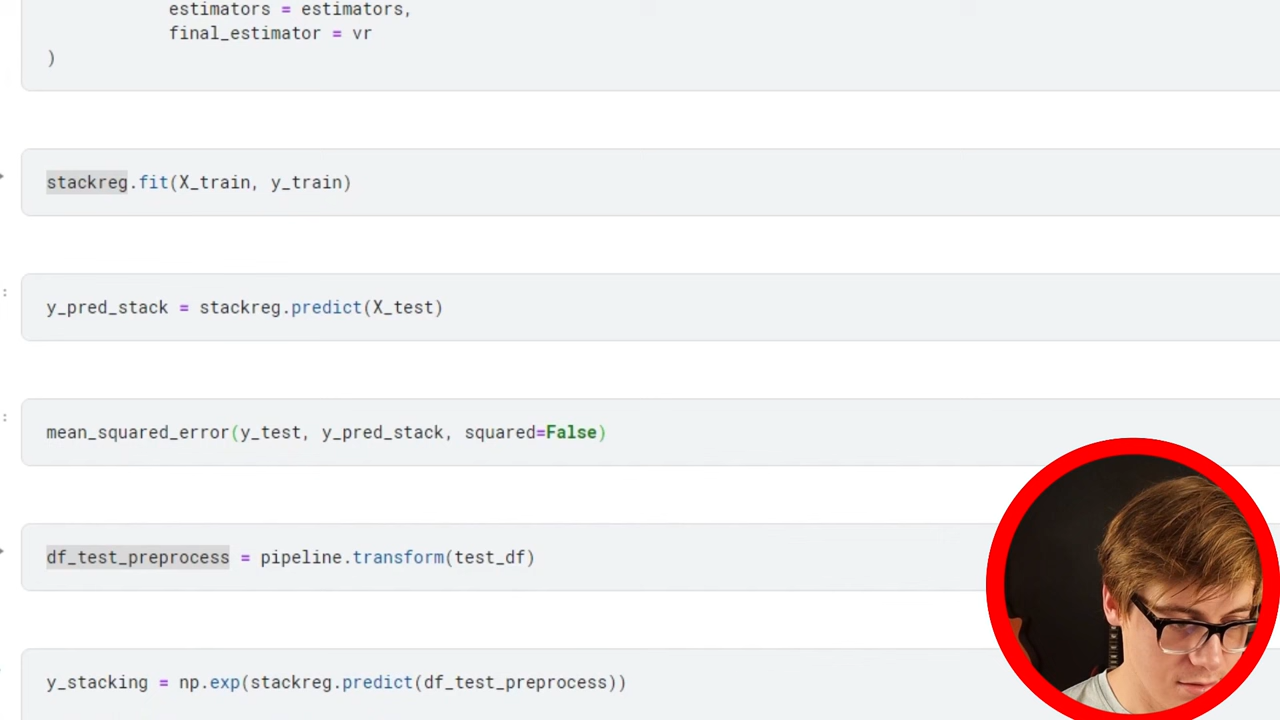 estimators = estimators,
final_estimator = vr
)
stackreg.fit(X_train, y_train)
y_pred_stack = stackreg.predict(X_test)
mean_squared_error(y_test, y_pred_stack, squared=False)
df_test_preprocess = pipeline.transform(test_df)
y_stacking = np.exp(stackreg.predict(df_test_preprocess))